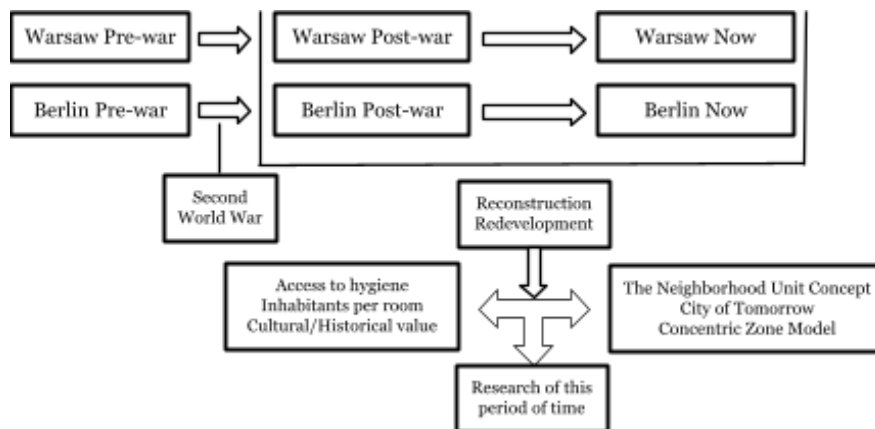 Warsaw Pre-war
Warsaw Post-war
Warsaw Now
Berlin Pre-war
Berlin Post-war
Berlin Now
Second
World War
Reconstruction
Redevelopment
Access to hygiene
Inhabitants per room
Cultural/Historical value
The Neighborhood Unit Concept
City of Tomorrow
Concentric Zone Model
Research of this
period of time